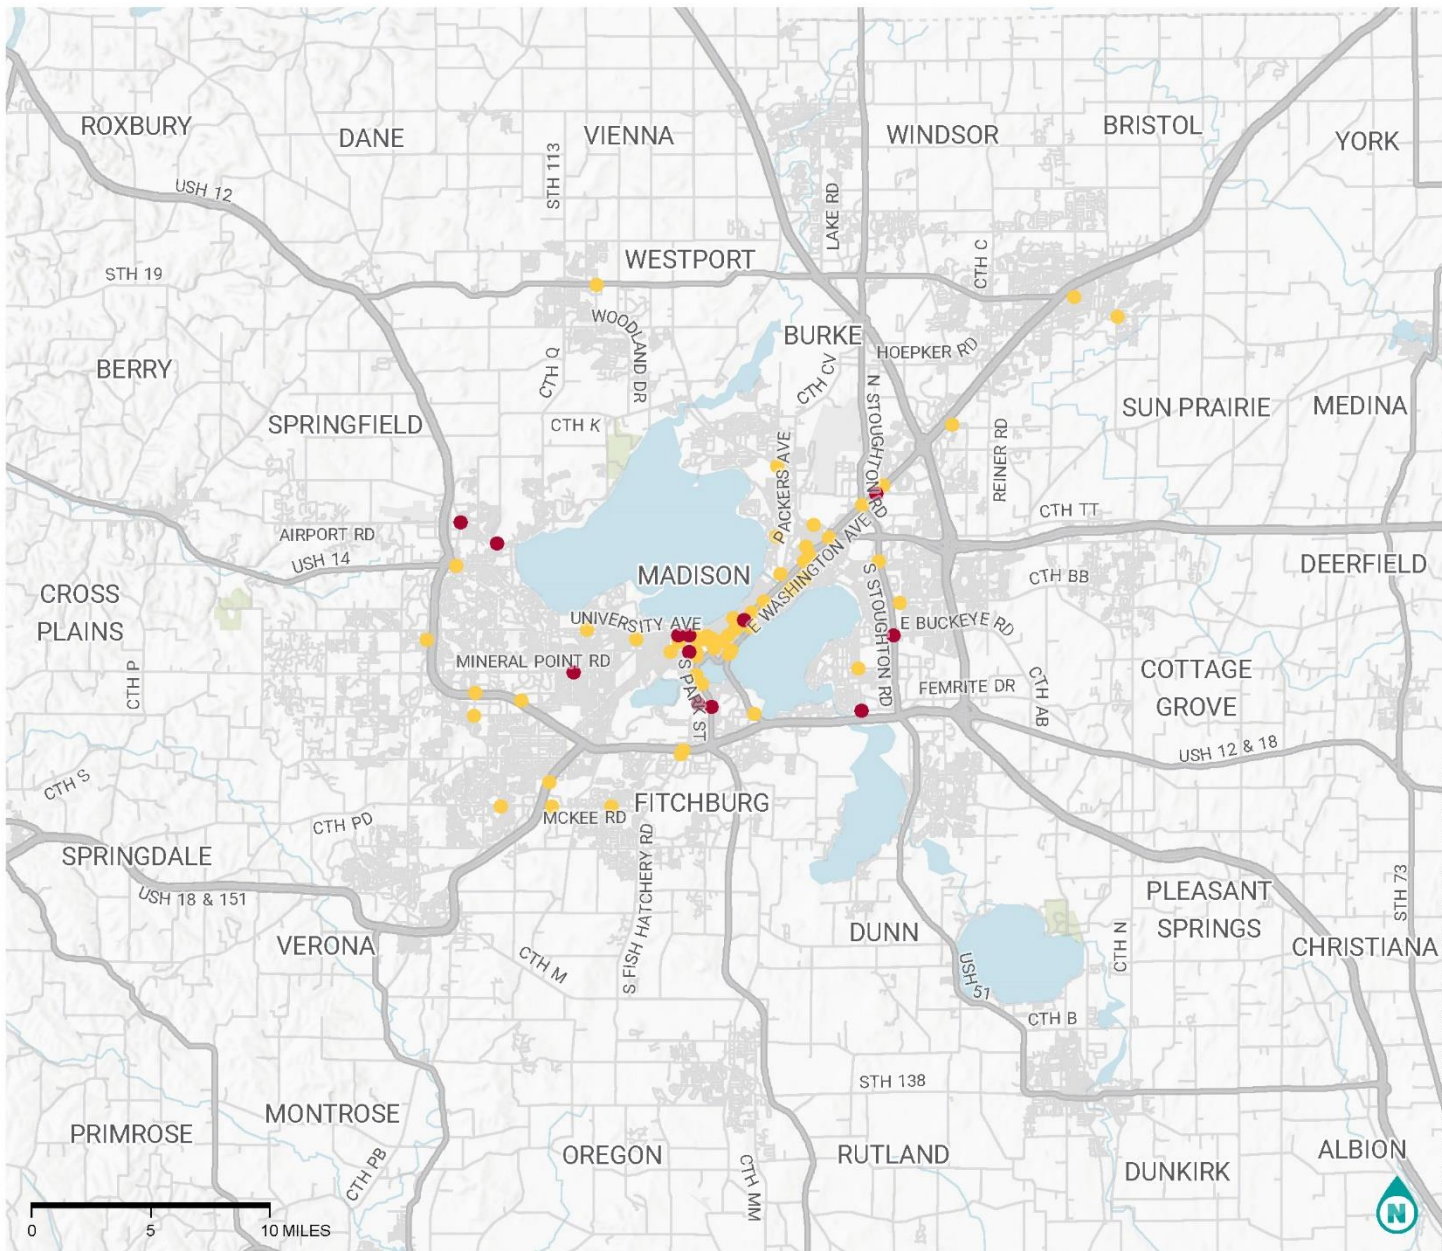 ROXBURY
DANE
VIENNA
WINDSOR
BRISTOL
YORK
STH 113
USH 12
LAKE RD
WESTPORT
CTH C
STH 19
WOODLAND DR
BURKE
HOEPKER RD
BERRY
CTH Q
CTH CV
N STOUGHTON RD
SPRINGFIELD
CTH K
SUN PRAIRIE
MEDINA
PACKERS AVE
REINER RD
CTH TT
AIRPORT RD
USH 14
MADISON
E WASHINGTON AVE
S STOUGHTON RD
CTH BB
DEERFIELD
CROSS
PLAINS
UNIVERSITY AVE
E BUCKEYE RD
MINERAL POINT RD
S PARK ST
CTH P
FEMRITE DR
CTH AB
COTTAGE
GROVE
USH 12 & 18
CTH S
FITCHBURG
MCKEE RD
CTH PD
SPRINGDALE
USH 18 & 151
S FISH HATCHERY RD
STH 73
PLEASANT
SPRINGS
VERONA
DUNN
CTH N
CHRISTIANA
CTH M
USH 51
CTH B
STH 138
MONTROSE
PRIMROSE
CTH PB
OREGON
CTH MM
RUTLAND
DUNKIRK
ALBION
0 5 10 MILES
N